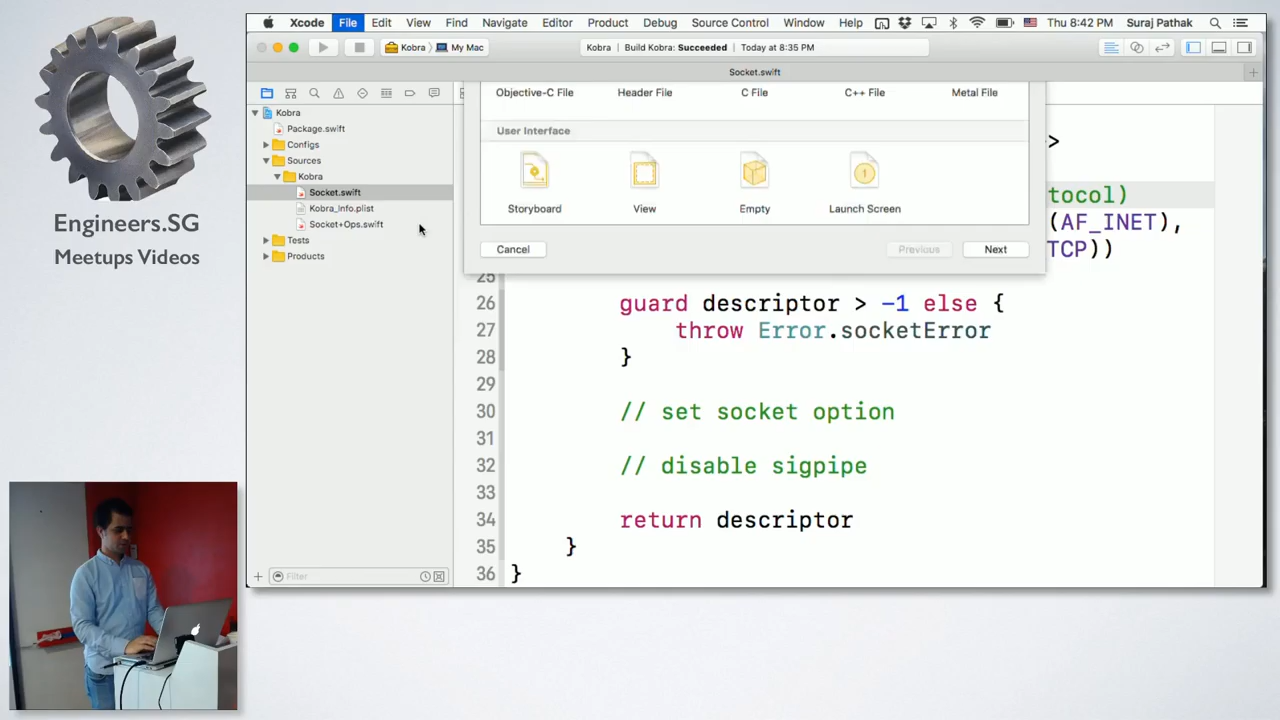 Engineers.SG
Meetups Videos
Xcode File Edit View Find Navigate Editor Product Debug Source Control Window Help Thu 8:42 PM Suraj Pathak
Kobra My Mac
Kobra Build Kobra: Succeeded Today at 8:35 PM
Socket.swift
Kobra
Package.swift
Configs
Sources
Kobra
Socket.swift
Kobra_Info.plist
Socket+Ops.swift
Tests
Products
Filter
Objective-C File Header File C File C++ File Metal File
User Interface
Storyboard View Empty Launch Screen
Cancel Previous Next
>
tocol)
(AF_INET),
TCP))
25
26 guard descriptor > -1 else {
27 throw Error.socketError
28 }
29
30 // set socket option
31
32 // disable sigpipe
33
34 return descriptor
35 }
36 }